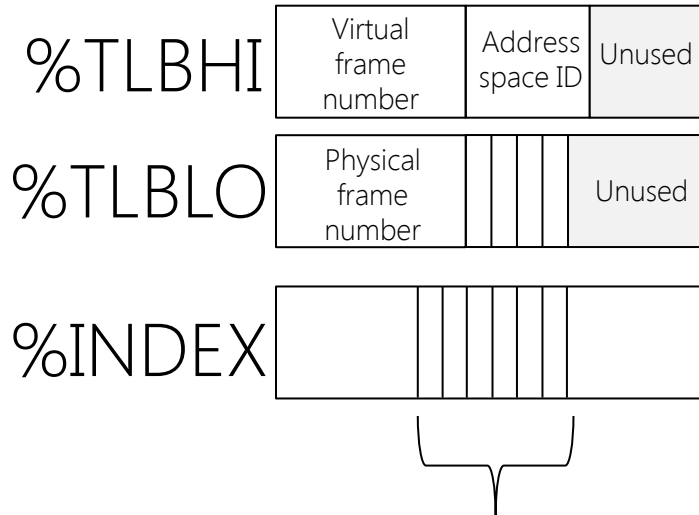 %TLBHI
Virtual
frame
number
Address
space ID
Unused
%TLBLO
Physical
frame
number
Unused
%INDEX